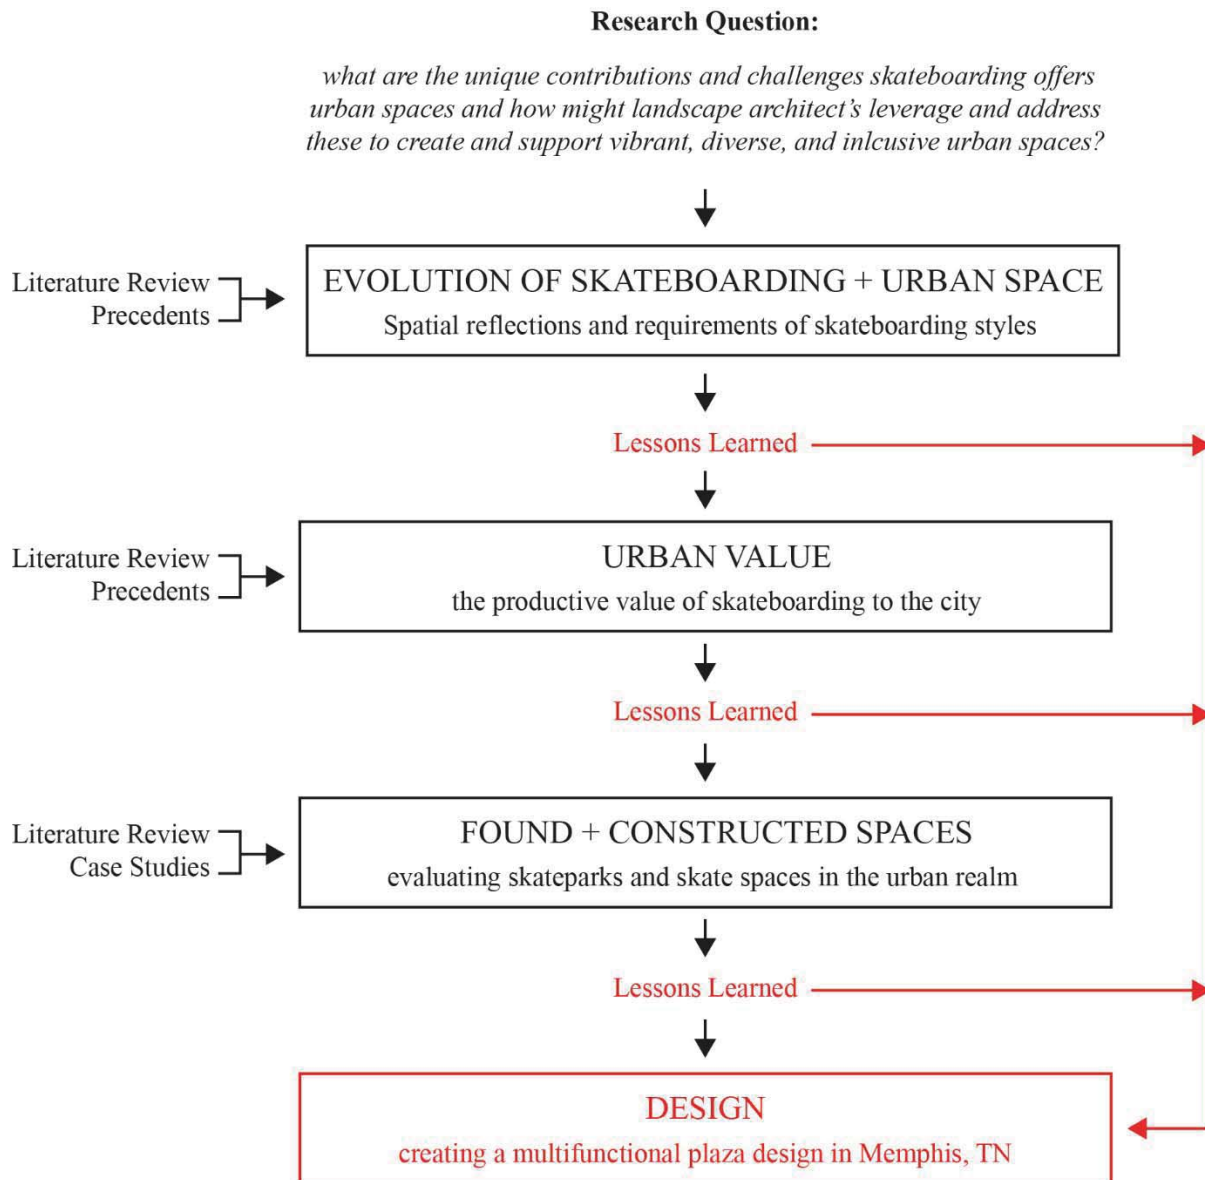 Research Question:
what are the unique contributions and challenges skateboarding offers
urban spaces and how might landscape architect's leverage and address
these to create and support vibrant, diverse, and inlcusive urban spaces?
Literature Review
Precedents
EVOLUTION OF SKATEBOARDING + URBAN SPACE
Spatial reflections and requirements of skateboarding styles
Lessons Learned
Literature Review
Precedents
URBAN VALUE
the productive value of skateboarding to the city
Lessons Learned
Literature Review
Case Studies
FOUND + CONSTRUCTED SPACES
evaluating skateparks and skate spaces in the urban realm
Lessons Learned
DESIGN
creating a multifunctional plaza design in Memphis, TN